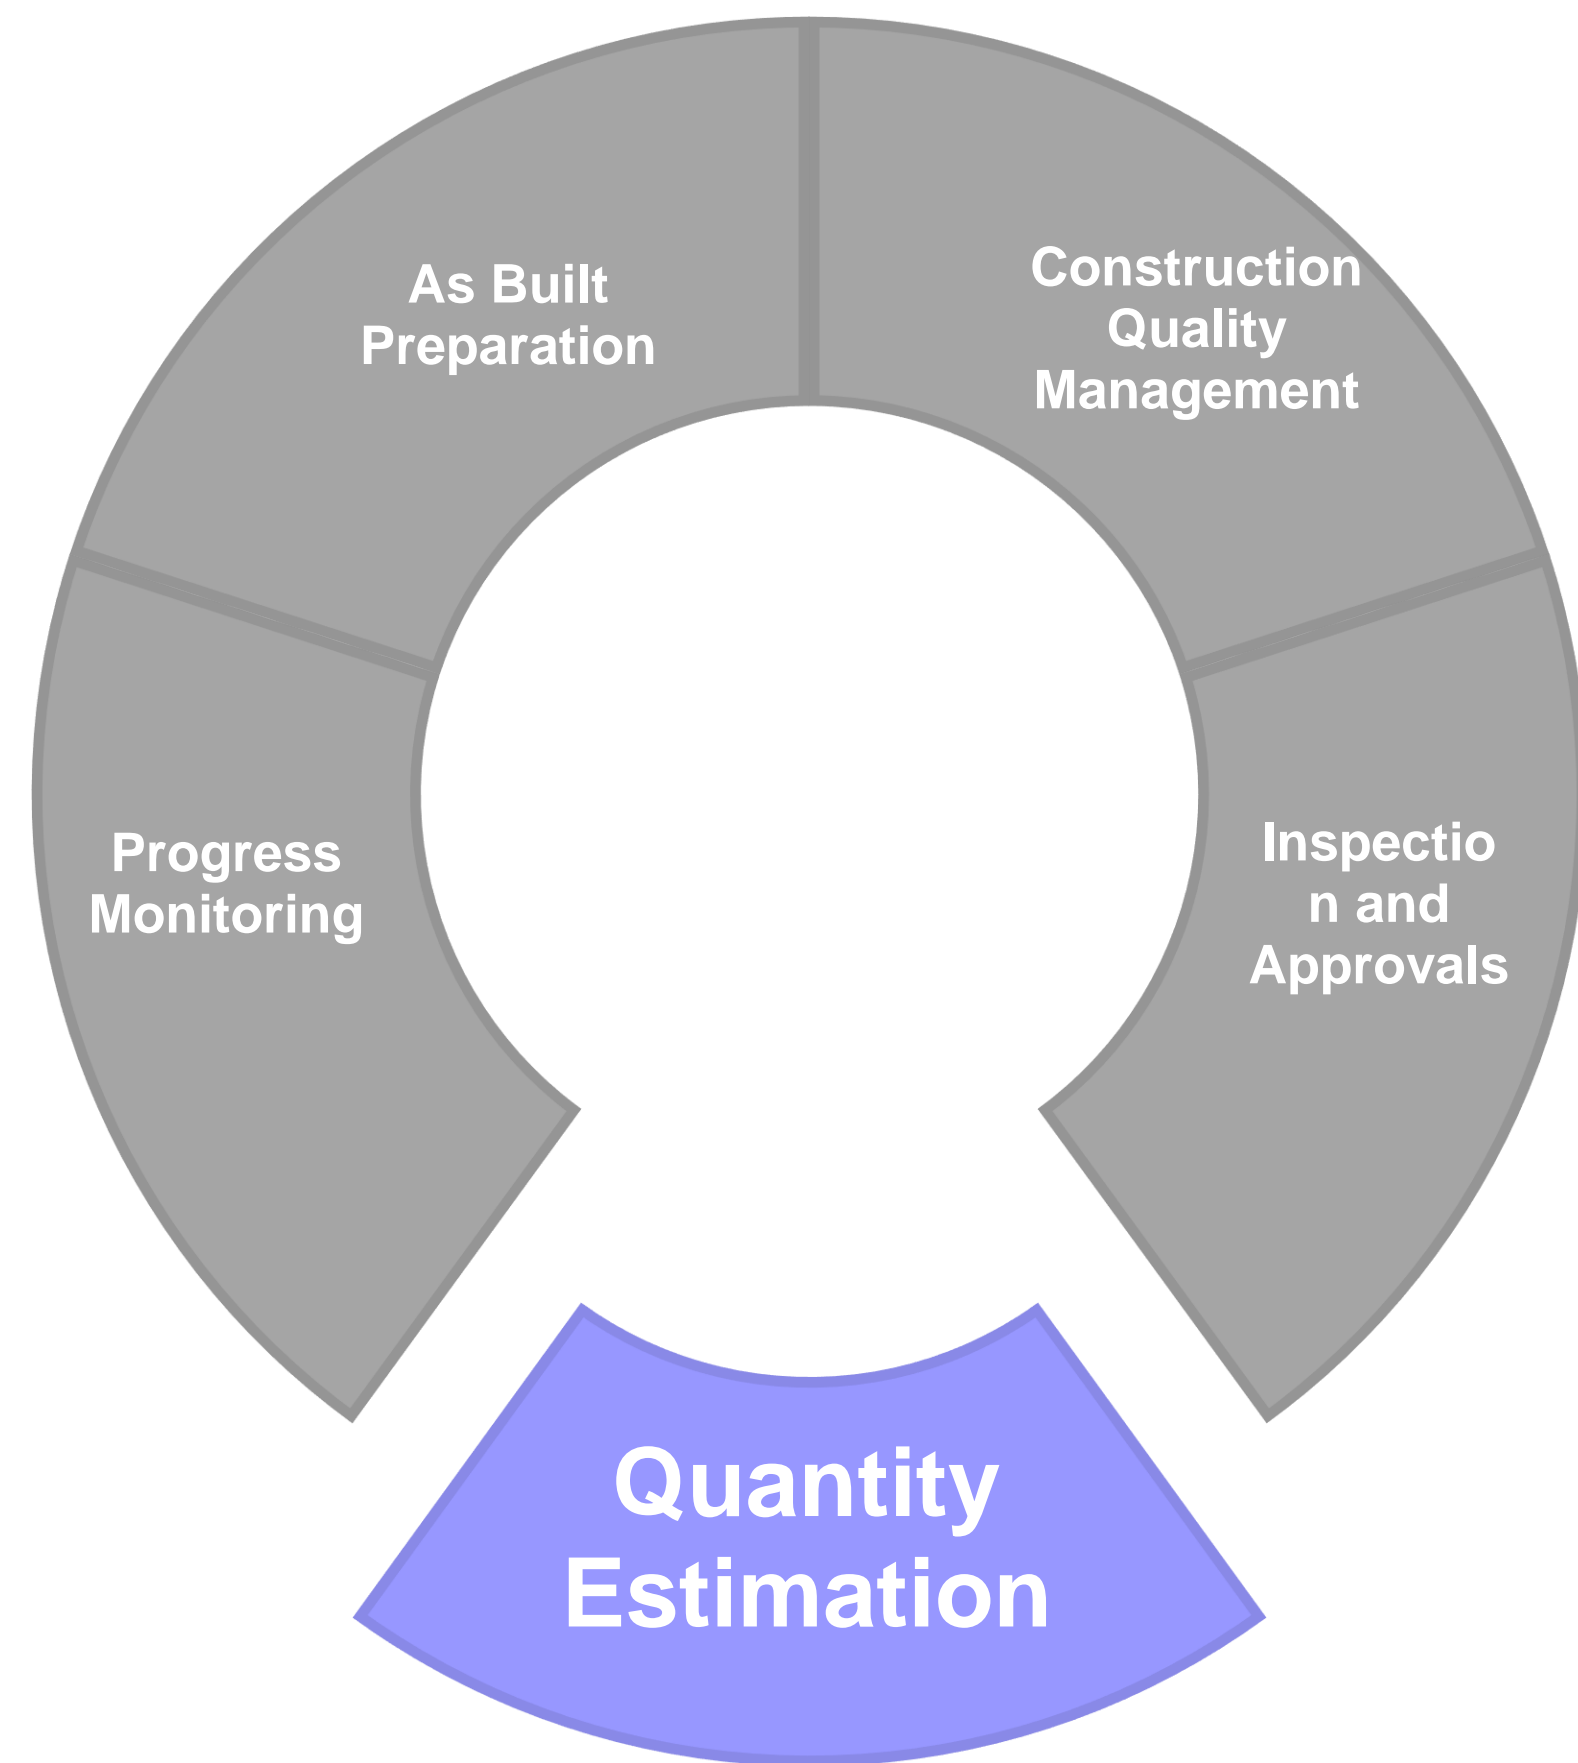 As Built
Preparation
Construction
Quality
Management
Progress
Monitoring
Inspectio
n and
Approvals
Quantity
Estimation